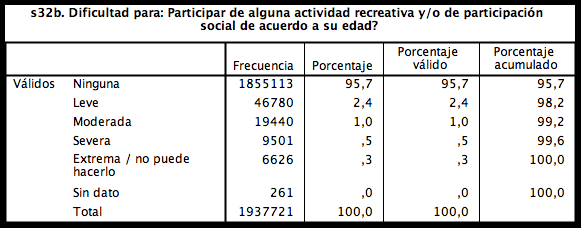 s32b. Dificultad para: Participar de alguna actividad recreativa y/o de participación
social de acuerdo a su edad?
Frecuencia Porcentaje Porcentaje válido Porcentaje acumulado
Válidos Ninguna 1855113 95,7 95,7 95,7
Leve 46780 2,4 2,4 98,2
Moderada 19440 1,0 1,0 99,2
Severa 9501 ,5 ,5 99,6
Extrema / no puede hacerlo 6626 ,3 ,3 100,0
Sin dato 261 ,0 ,0 100,0
Total 1937721 100,0 100,0